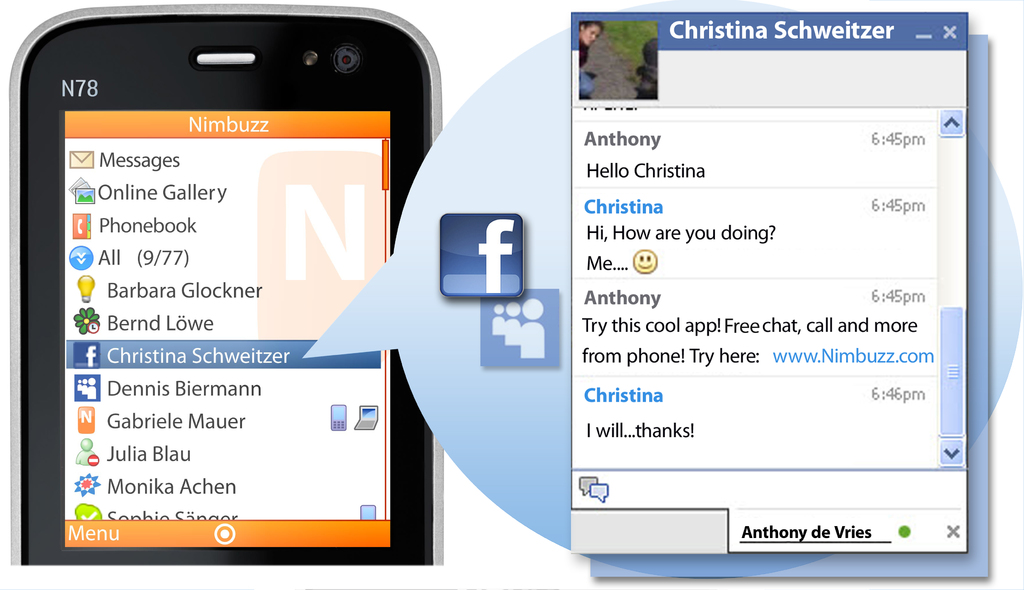 N78
Nimbuzz
Messages
Online Gallery
Phonebook
All (9/77)
Barbara Glockner
Bernd Löwe
Christina Schweitzer
Dennis Biermann
Gabriele Mauer
Julia Blau
Monika Achen
Sophie Sänger
Menu
N
f
Christina Schweitzer
Anthony 6:45pm
Hello Christina
Christina 6:45pm
Hi, How are you doing?
Me....
Anthony 6:45pm
Try this cool app! Free chat, call and more
from phone! Try here: www.Nimbuzz.com
Christina 6:46pm
I will...thanks!
Anthony de Vries